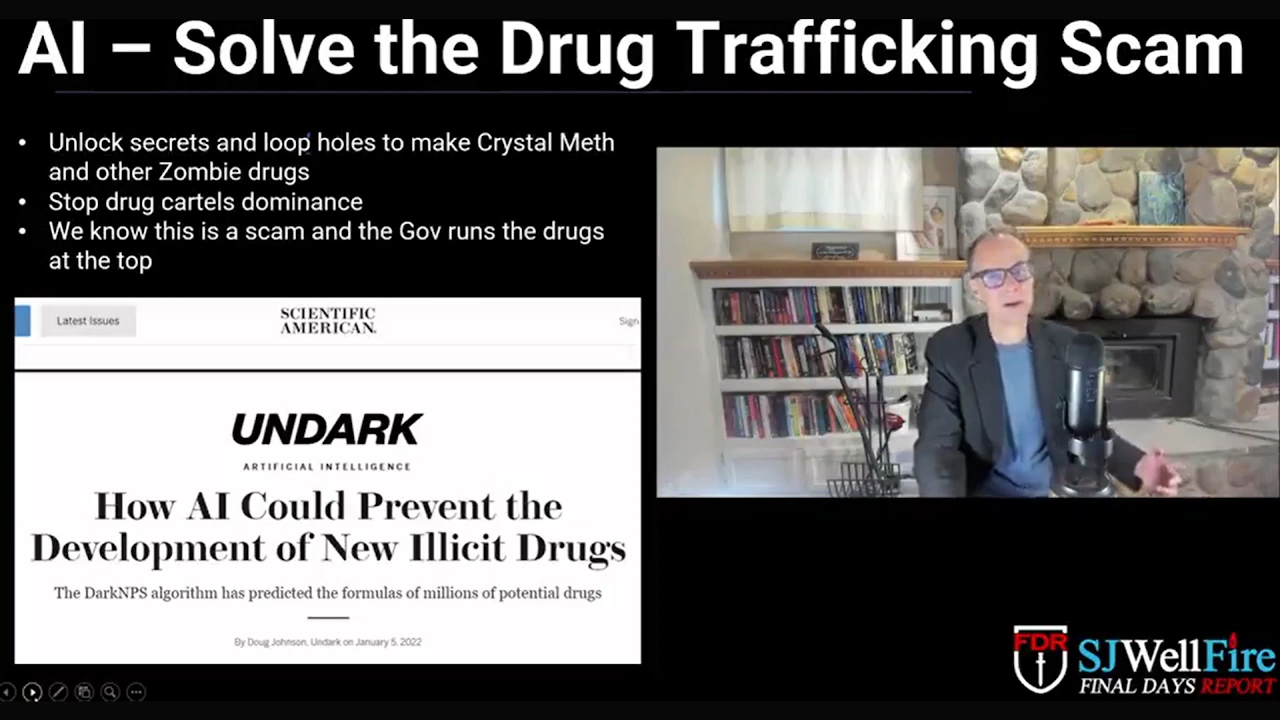 AI – Solve the Drug Trafficking Scam
• Unlock secrets and loop holes to make Crystal Meth
and other Zombie drugs
• Stop drug cartels dominance
• We know this is a scam and the Gov runs the drugs
at the top
Latest Issues
SCIENTIFIC
AMERICAN.
Sign
UNDARK
ARTIFICIAL INTELLIGENCE
How AI Could Prevent the
Development of New Illicit Drugs
The DarkNPS algorithm has predicted the formulas of millions of potential drugs
By Doug Johnson, Undark on January 5, 2022
FDR
SJWellFire
FINAL DAYS REPORT